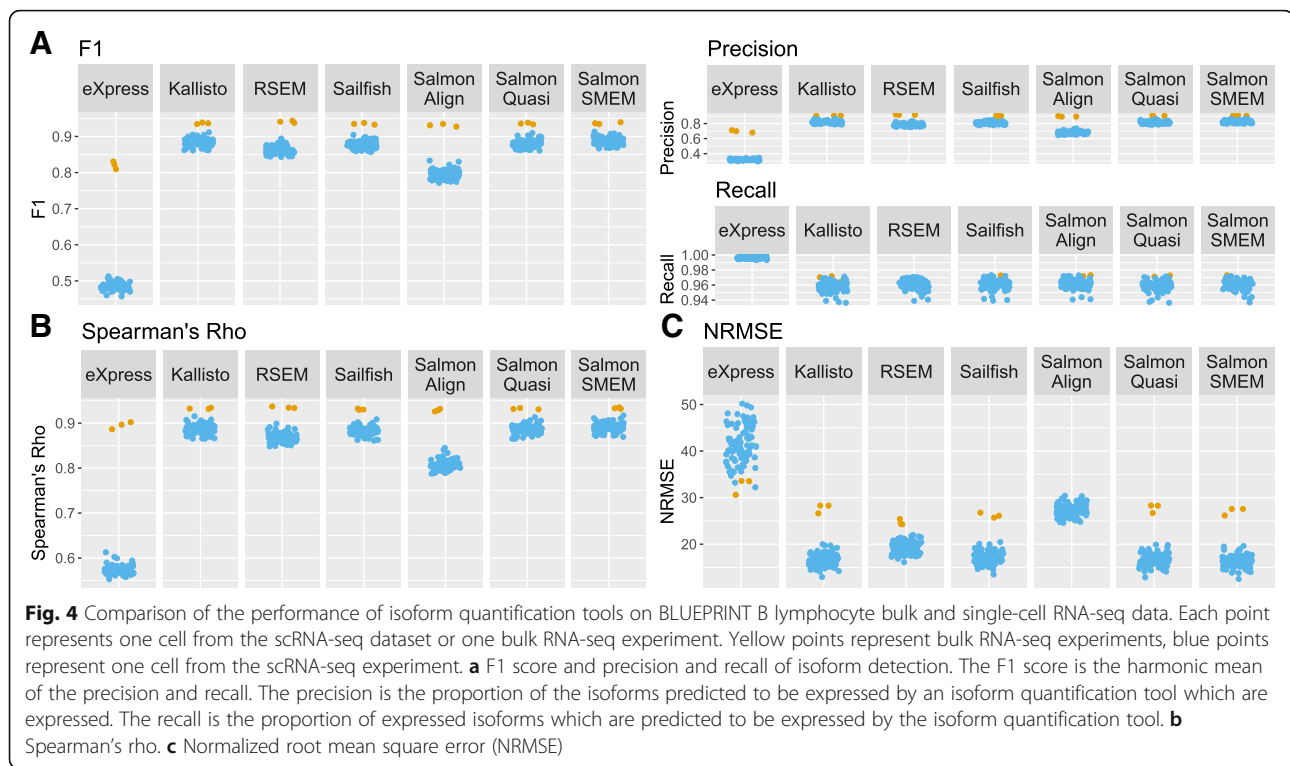 A F1
eXpress Kallisto RSEM Sailfish Salmon Align Salmon Quasi Salmon SMEM
F1
0.9
0.8
0.7
0.6
0.5
Precision
eXpress Kallisto RSEM Sailfish Salmon Align Salmon Quasi Salmon SMEM
Precision
0.8
0.6
0.4
Recall
eXpress Kallisto RSEM Sailfish Salmon Align Salmon Quasi Salmon SMEM
Recall
1.00
0.98
0.96
0.94
B Spearman's Rho
eXpress Kallisto RSEM Sailfish Salmon Align Salmon Quasi Salmon SMEM
Spearman's Rho
0.9
0.8
0.7
0.6
C NRMSE
eXpress Kallisto RSEM Sailfish Salmon Align Salmon Quasi Salmon SMEM
NRMSE
50
40
30
20
Fig. 4 Comparison of the performance of isoform quantification tools on BLUEPRINT B lymphocyte bulk and single-cell RNA-seq data. Each point
represents one cell from the scRNA-seq dataset or one bulk RNA-seq experiment. Yellow points represent bulk RNA-seq experiments, blue points
represent one cell from the scRNA-seq experiment. a F1 score and precision and recall of isoform detection. The F1 score is the harmonic mean
of the precision and recall. The precision is the proportion of the isoforms predicted to be expressed by an isoform quantification tool which are
expressed. The recall is the proportion of expressed isoforms which are predicted to be expressed by the isoform quantification tool. b
Spearman's rho. c Normalized root mean square error (NRMSE)